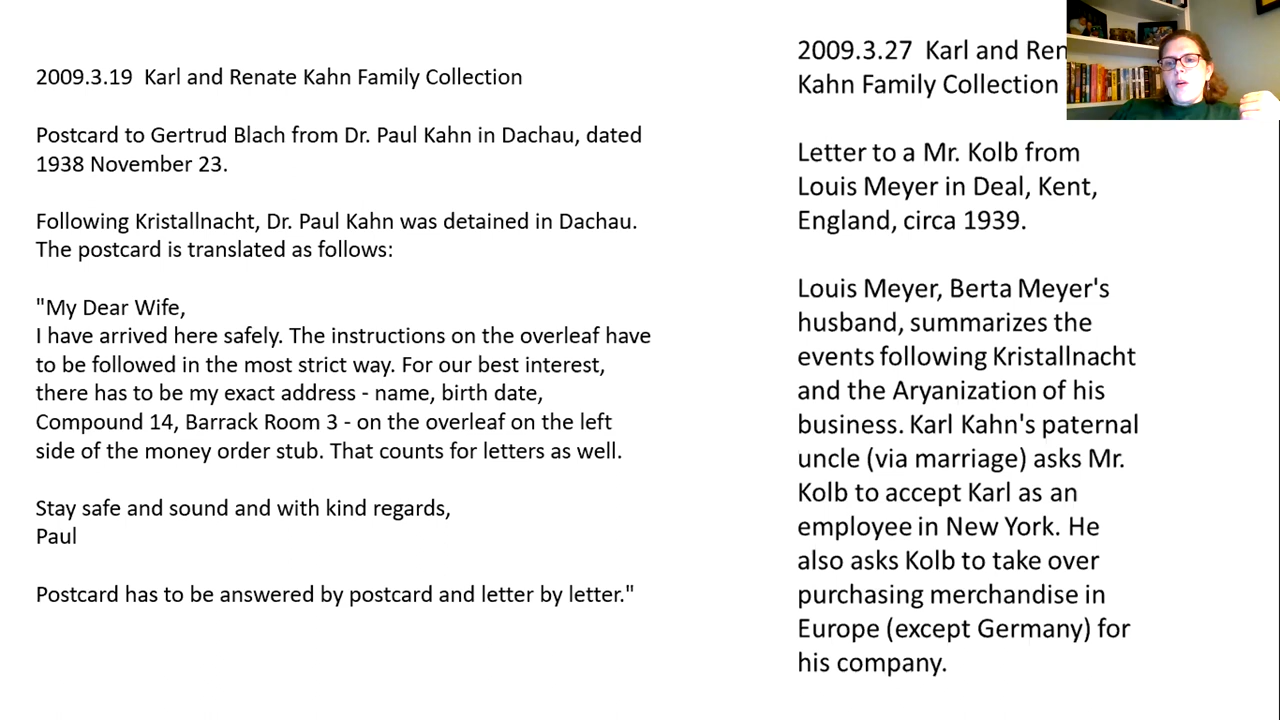 2009.3.19 Karl and Renate Kahn Family Collection
Postcard to Gertrud Blach from Dr. Paul Kahn in Dachau, dated
1938 November 23.
Following Kristallnacht, Dr. Paul Kahn was detained in Dachau.
The postcard is translated as follows:
"My Dear Wife,
I have arrived here safely. The instructions on the overleaf have
to be followed in the most strict way. For our best interest,
there has to be my exact address - name, birth date,
Compound 14, Barrack Room 3 - on the overleaf on the left
side of the money order stub. That counts for letters as well.
Stay safe and sound and with kind regards,
Paul
Postcard has to be answered by postcard and letter by letter."
2009.3.27 Karl and Ren
Kahn Family Collection
Letter to a Mr. Kolb from
Louis Meyer in Deal, Kent,
England, circa 1939.
Louis Meyer, Berta Meyer's
husband, summarizes the
events following Kristallnacht
and the Aryanization of his
business. Karl Kahn's paternal
uncle (via marriage) asks Mr.
Kolb to accept Karl as an
employee in New York. He
also asks Kolb to take over
purchasing merchandise in
Europe (except Germany) for
his company.